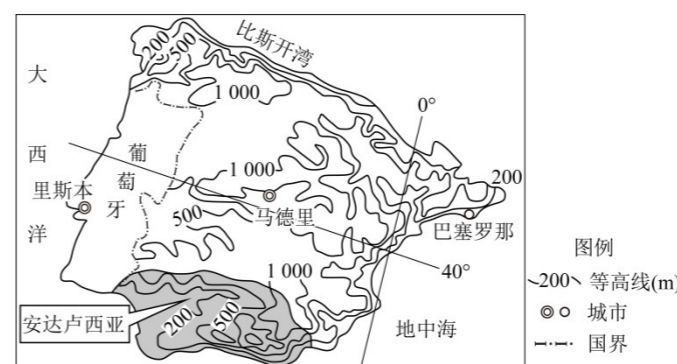 比斯开湾
200
500
大
1 000
0°
西
葡
1 000
200
里斯本
萄
牙
马德里
500
巴塞罗那
洋
图例
1 000
40°
200 等高线(m)
安达卢西亚
200
500
地中海
城市
国界